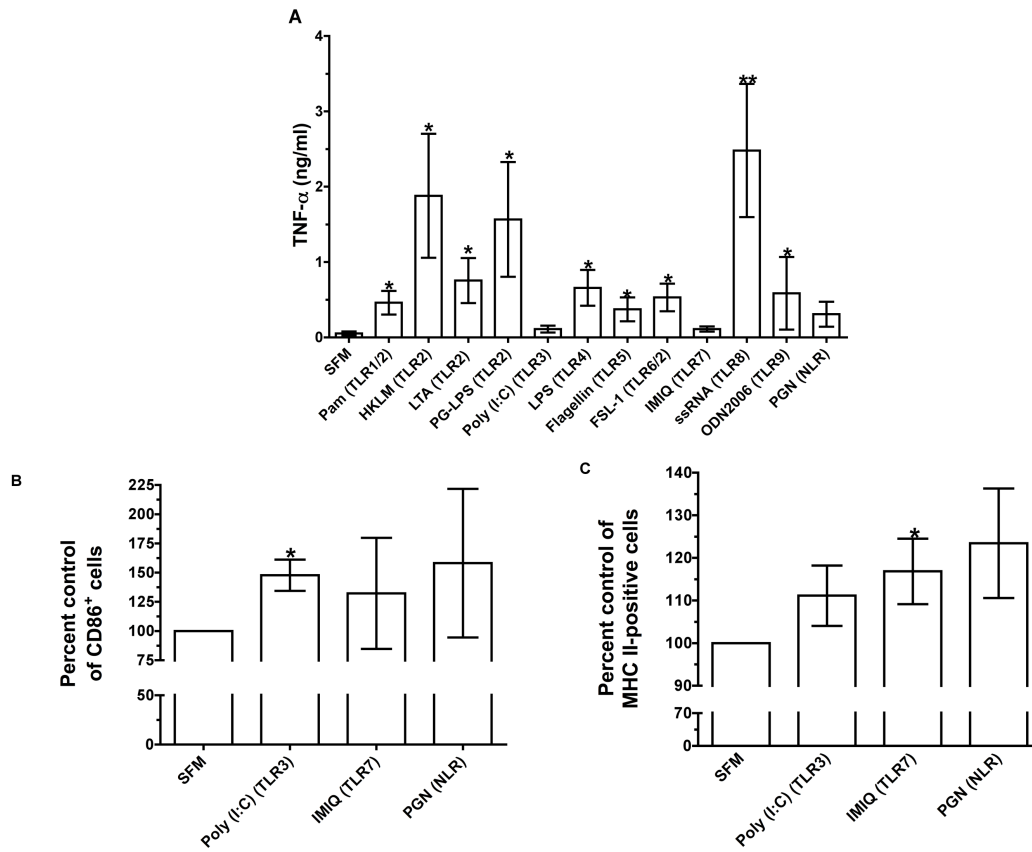 A
TNF-α (ng/ml)
4
3
2
1
0
*
*
*
*
*
*
*
**
*
SFM
Pam (TLR1/2)
HKLM (TLR2)
LTA (TLR2)
PG-LPS (TLR2)
Poly (I:C) (TLR3)
LPS (TLR4)
Flagellin (TLR5)
FSL-1 (TLR6/2)
IMIQ (TLR7)
ssRNA (TLR8)
ODN2006 (TLR9)
PGN (NLR)
B
Percent control
of CD86⁺ cells
225
200
175
150
125
100
75
50
0
*
SFM
Poly (I:C) (TLR3)
IMIQ (TLR7)
PGN (NLR)
C
Percent control of
MHC II-positive cells
140
130
120
110
100
90
70
0
*
SFM
Poly (I:C) (TLR3)
IMIQ (TLR7)
PGN (NLR)